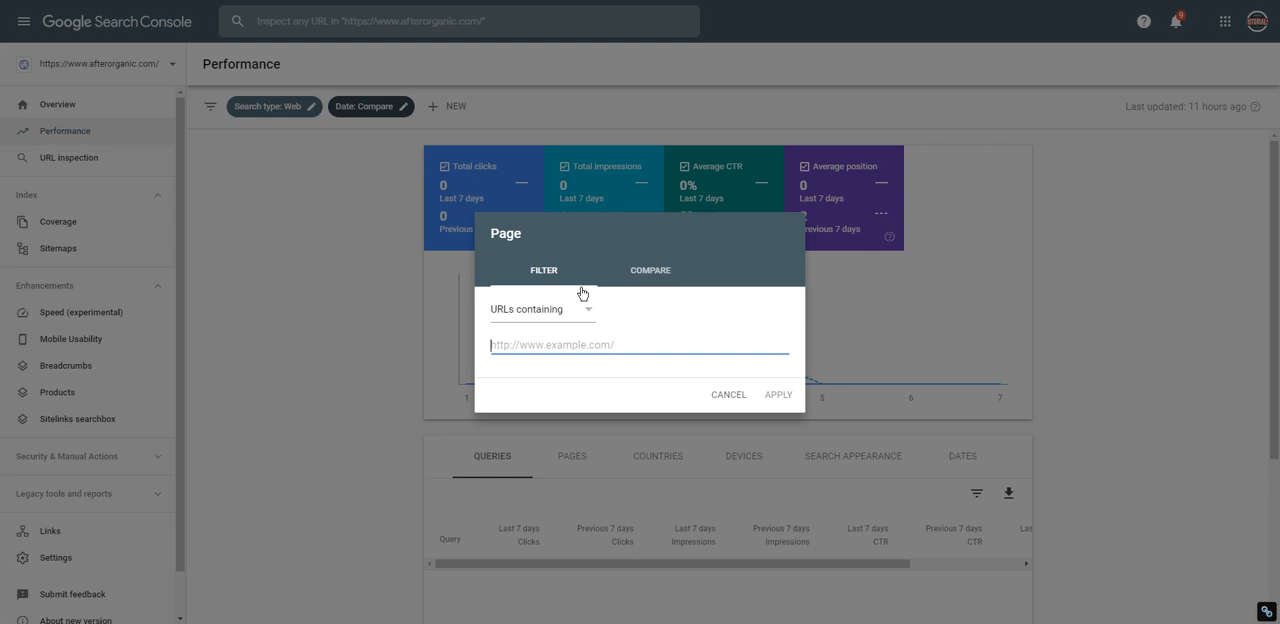 Google Search Console
Inspect any URL in "https://www.afterorganic.com/"
9
https://www.afterorganic.com/
Performance
Overview
Performance
URL inspection
Index
Coverage
Sitemaps
Enhancements
Speed (experimental)
Mobile Usability
Breadcrumbs
Products
Sitelinks searchbox
Security & Manual Actions
Legacy tools and reports
Links
Settings
Submit feedback
About new version
Search type: Web
Date: Compare
NEW
Last updated: 11 hours ago
Total clicks
0
Last 7 days
0
Previous
Total impressions
0
Last 7 days
Average CTR
0%
Last 7 days
Average position
0
Last 7 days
revious 7 days
Page
FILTER COMPARE
URLs containing
http://www.example.com/
CANCEL APPLY
1 5 6 7
QUERIES PAGES COUNTRIES DEVICES SEARCH APPEARANCE DATES
Query
Last 7 days
Clicks
Previous 7 days
Clicks
Last 7 days
Impressions
Previous 7 days
Impressions
Last 7 days
CTR
Previous 7 days
CTR
Las